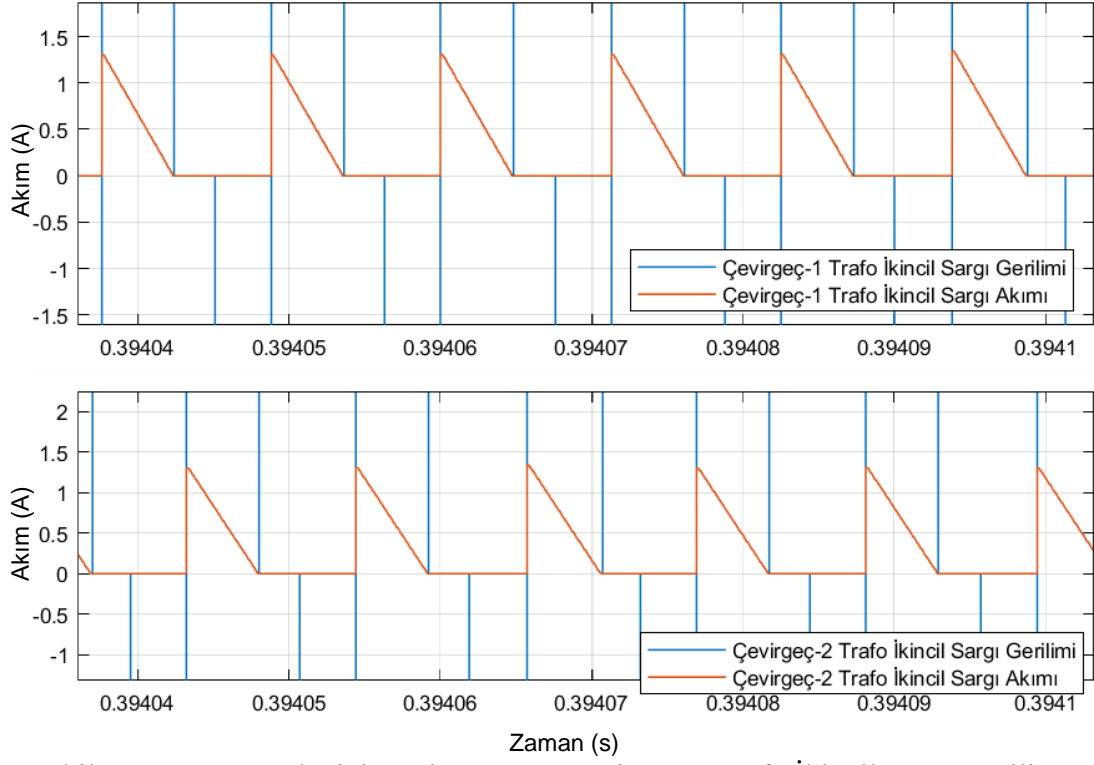 1.5
1
0.5
0
-0.5
-1
-1.5
Akım (A)
Çevirgeç-1 Trafo İkincil Sargı Gerilimi
Çevirgeç-1 Trafo İkincil Sargı Akımı
0.39404 0.39405 0.39406 0.39407 0.39408 0.39409 0.3941
2
1.5
1
0.5
0
-0.5
-1
Akım (A)
Çevirgeç-2 Trafo İkincil Sargı Gerilimi
Çevirgeç-2 Trafo İkincil Sargı Akımı
0.39404 0.39405 0.39406 0.39407 0.39408 0.39409 0.3941
Zaman (s)